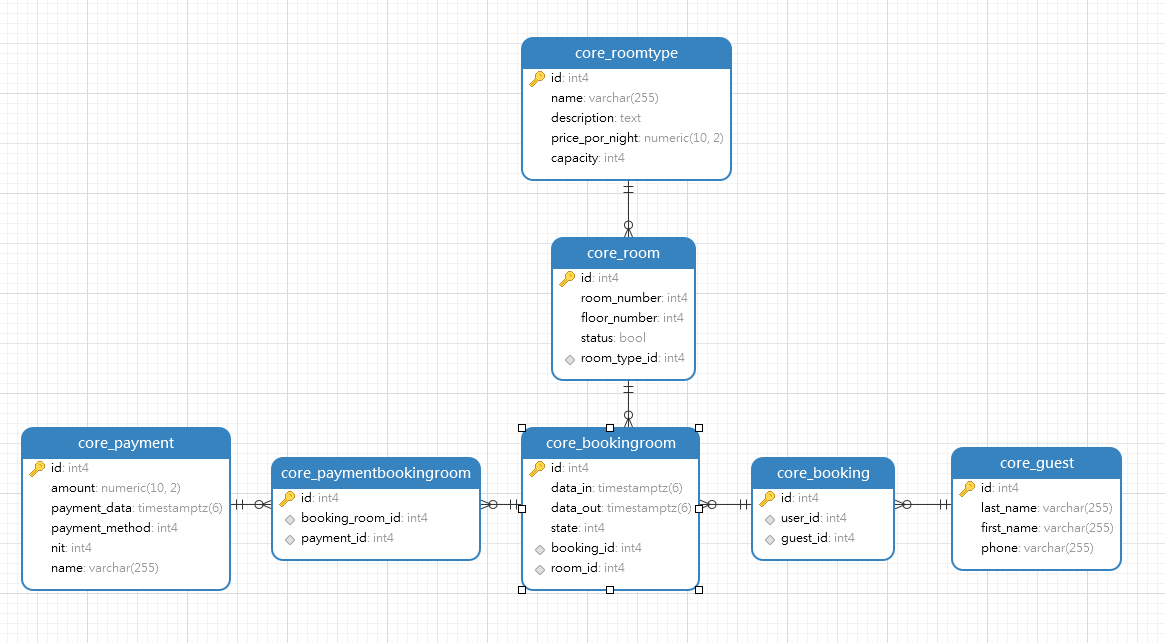 core_roomtype
id: int4
name: varchar(255)
description: text
price_por_night: numeric(10, 2)
capacity: int4
core_room
id: int4
room_number: int4
floor_number: int4
status: bool
room_type_id: int4
core_payment
id: int4
amount: numeric(10, 2)
payment_data: timestamptz(6)
payment_method: int4
nit: int4
name: varchar(255)
core_paymentbookingroom
id: int4
booking_room_id: int4
payment_id: int4
core_bookingroom
id: int4
data_in: timestamptz(6)
data_out: timestamptz(6)
state: int4
booking_id: int4
room_id: int4
core_booking
id: int4
user_id: int4
guest_id: int4
core_guest
id: int4
last_name: varchar(255)
first_name: varchar(255)
phone: varchar(255)